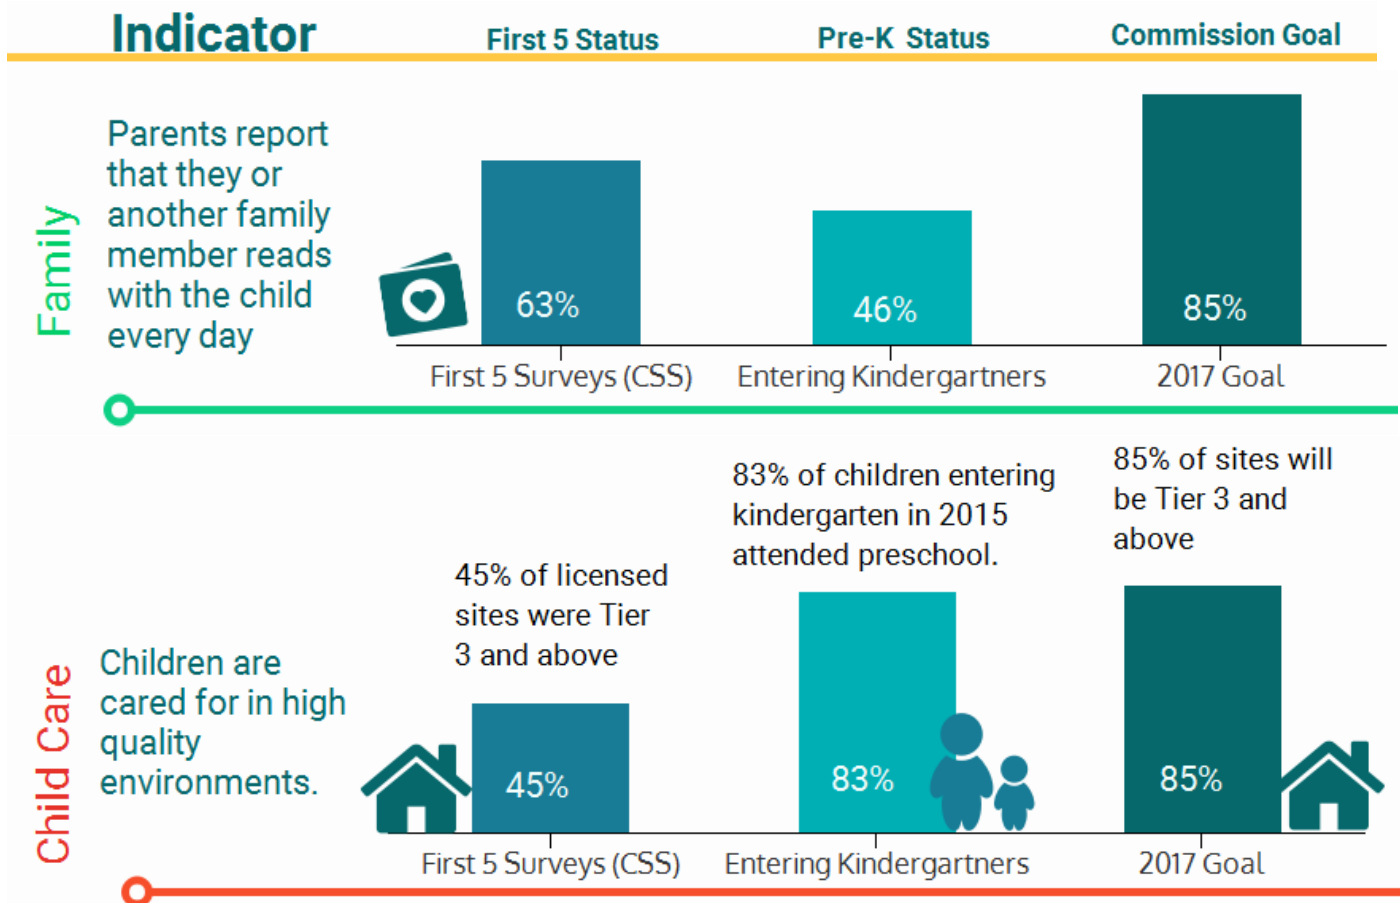 Indicator
First 5 Status
Pre-K Status
Commission Goal
Family
Parents report
that they or
another family
member reads
with the child
every day
63%
46%
85%
First 5 Surveys (CSS)
Entering Kindergartners
2017 Goal
Child Care
Children are
cared for in high
quality
environments.
45% of licensed
sites were Tier
3 and above
83% of children entering
kindergarten in 2015
attended preschool.
85% of sites will
be Tier 3 and
above
45%
83%
85%
First 5 Surveys (CSS)
Entering Kindergartners
2017 Goal